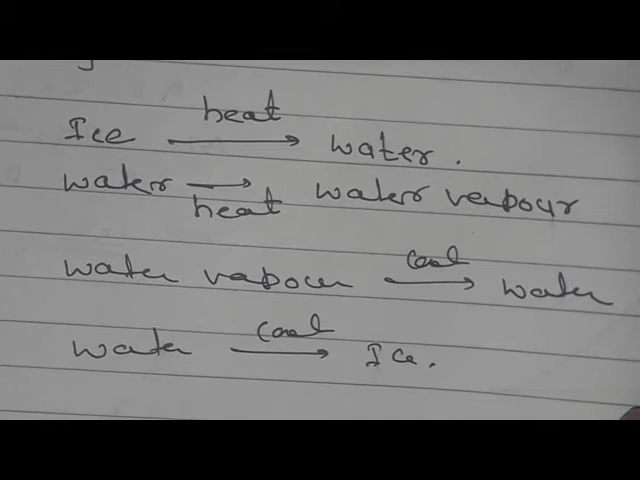 heat
Ice → water.
water → water vapour
heat
cool
water vapour → water
cool
water → Ice.